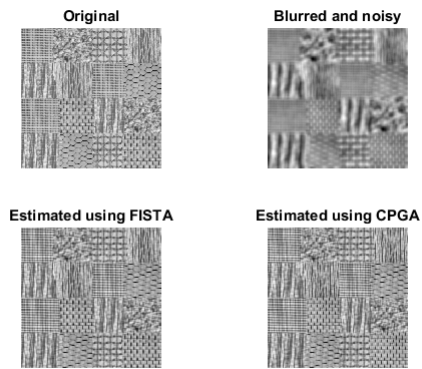 Original
Blurred and noisy
Estimated using FISTA
Estimated using CPGA